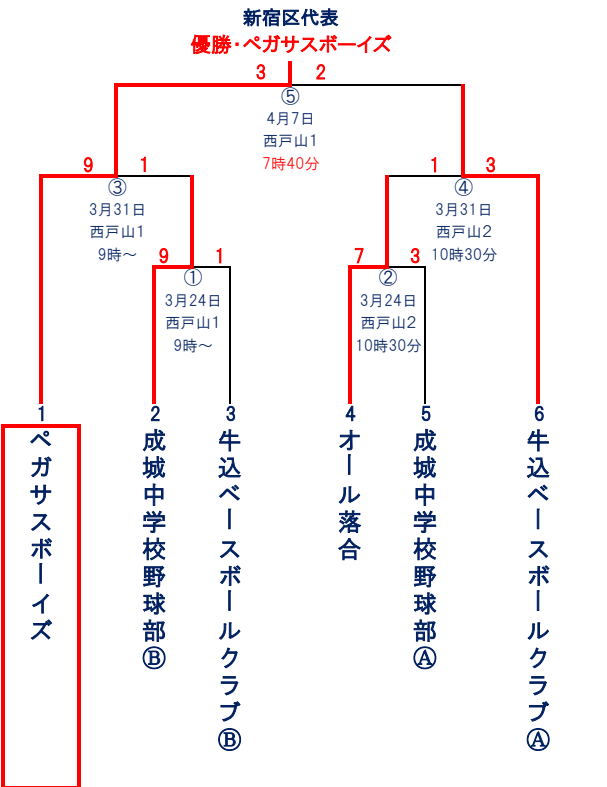 新宿区代表
優勝・ペガサスボーイズ
3 2
⑤
4月7日
西戸山1
7時40分
9 1
③
3月31日
西戸山1
9時～
1 3
④
3月31日
西戸山2
10時30分
9 1
①
3月24日
西戸山1
9時～
7 3
②
3月24日
西戸山2
10時30分
1
ペガサスボーイズ
2
成城中学校野球部Ⓑ
3
牛込ベースボールクラブⒷ
4
オール落合
5
成城中学校野球部Ⓐ
6
牛込ベースボールクラブⒶ